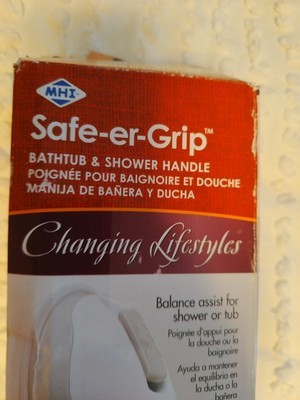 MHI
Safe-er-Grip™
BATHTUB & SHOWER HANDLE
POIGNÉE POUR BAIGNOIRE ET DOUCHE
MANIJA DE BAÑERA Y DUCHA
Changing Lifestyles
Balance assist for
shower or tub
Poignée d'appui pour
la douche ou la
baignoire
Ayuda a mantener
el equilibrio en
la ducha o la
bañera